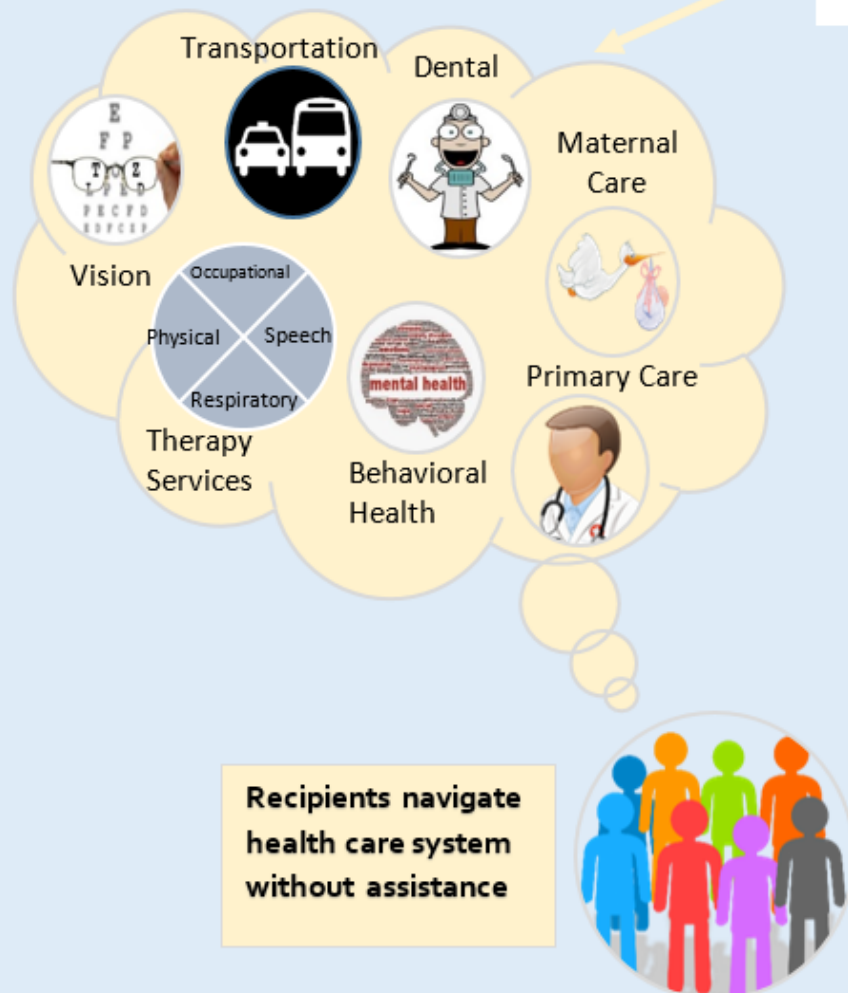 Transportation
Dental
Maternal
Care
E
F P
T Z
P E C F D
E D F C Z P
Vision
Occupational
Physical
Speech
Respiratory
Therapy
Services
mental health
Behavioral
Health
Primary Care
Recipients navigate
health care system
without assistance